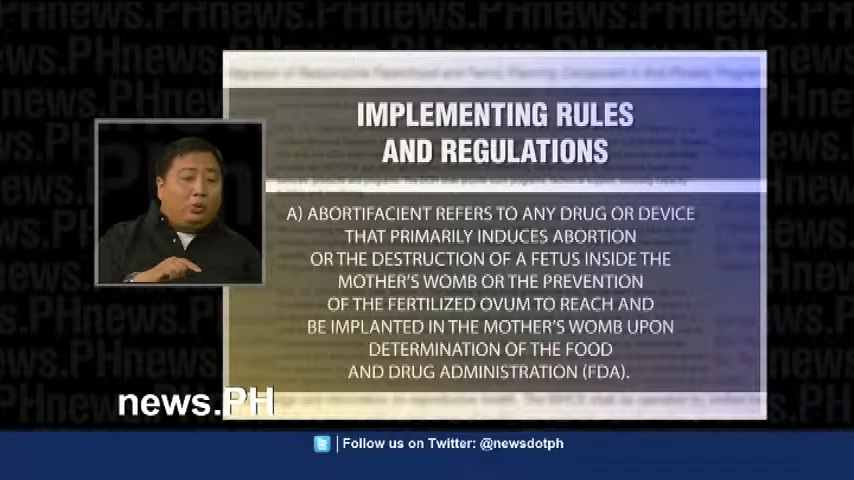 IMPLEMENTING RULES
AND REGULATIONS
A) ABORTIFACIENT REFERS TO ANY DRUG OR DEVICE
THAT PRIMARILY INDUCES ABORTION
OR THE DESTRUCTION OF A FETUS INSIDE THE
MOTHER'S WOMB OR THE PREVENTION
OF THE FERTILIZED OVUM TO REACH AND
BE IMPLANTED IN THE MOTHER'S WOMB UPON
DETERMINATION OF THE FOOD
AND DRUG ADMINISTRATION (FDA).
news.PH
Follow us on Twitter: @newsdotph